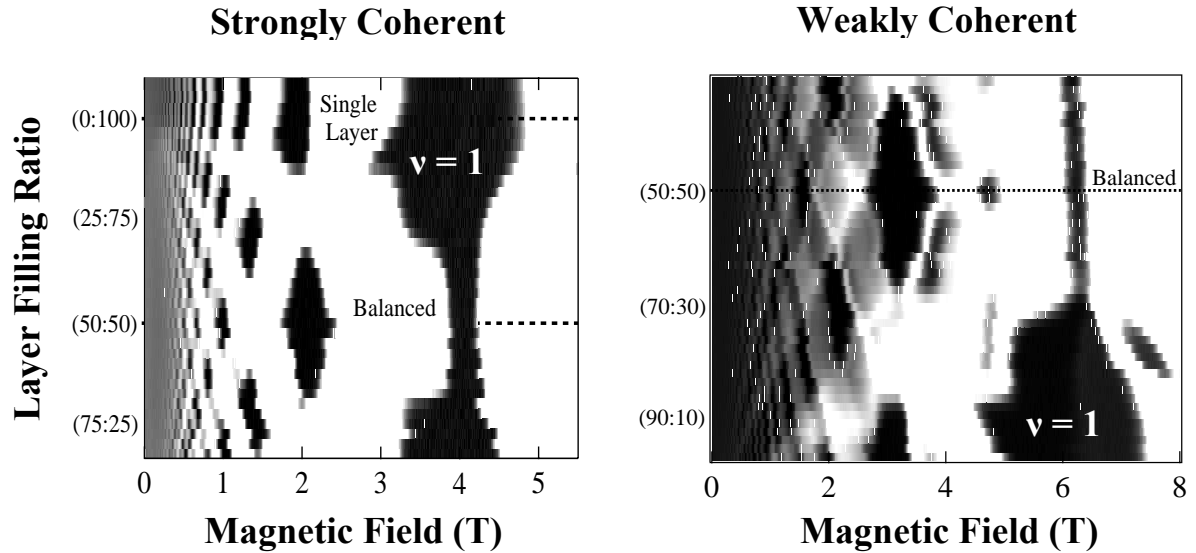 Strongly Coherent
Weakly Coherent
Layer Filling Ratio
(0:100)
(25:75)
(50:50)
(75:25)
Single
Layer
ν = 1
Balanced
0 1 2 3 4 5
Magnetic Field (T)
(50:50)
(70:30)
(90:10)
Balanced
ν = 1
0 2 4 6 8
Magnetic Field (T)